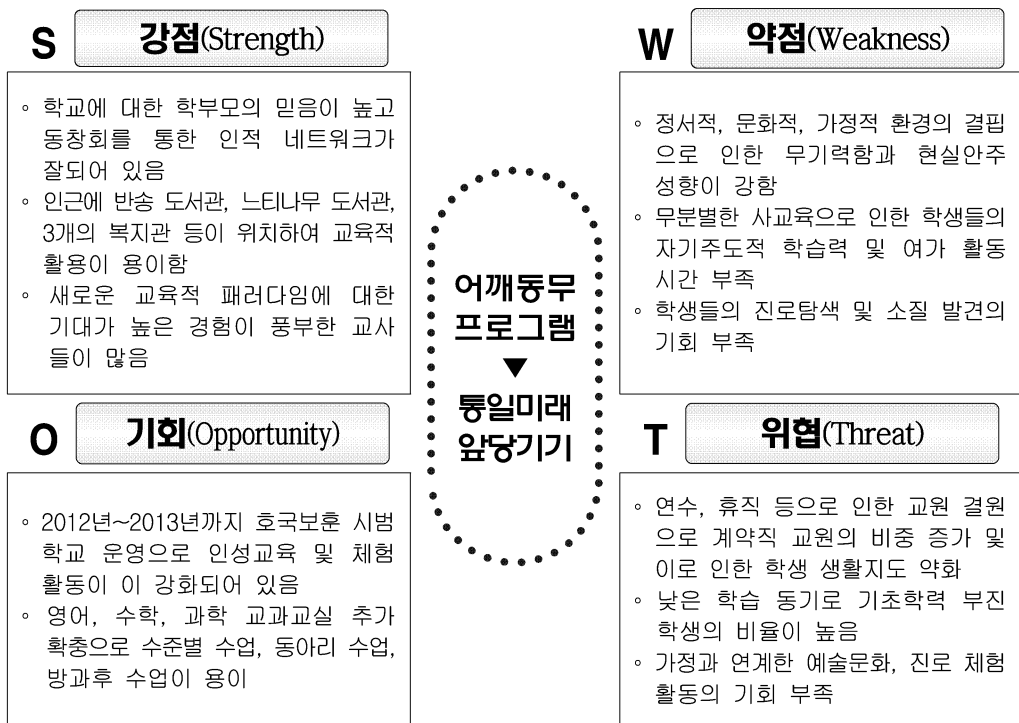 S 강점(Strength)
◦ 학교에 대한 학부모의 믿음이 높고
동창회를 통한 인적 네트워크가
잘되어 있음
◦ 인근에 반송 도서관, 느티나무 도서관,
3개의 복지관 등이 위치하여 교육적
활용이 용이함
◦ 새로운 교육적 패러다임에 대한
기대가 높은 경험이 풍부한 교사
들이 많음
W 약점(Weakness)
◦ 정서적, 문화적, 가정적 환경의 결핍
으로 인한 무기력함과 현실안주
성향이 강함
◦ 무분별한 사교육으로 인한 학생들의
자기주도적 학습력 및 여가 활동
시간 부족
◦ 학생들의 진로탐색 및 소질 발견의
기회 부족
어깨동무
프로그램
▼
통일미래
앞당기기
O 기회(Opportunity)
◦ 2012년~2013년까지 호국보훈 시범
학교 운영으로 인성교육 및 체험
활동이 이 강화되어 있음
◦ 영어, 수학, 과학 교과교실 추가
확충으로 수준별 수업, 동아리 수업,
방과후 수업이 용이
T 위협(Threat)
◦ 연수, 휴직 등으로 인한 교원 결원
으로 계약직 교원의 비중 증가 및
이로 인한 학생 생활지도 약화
◦ 낮은 학습 동기로 기초학력 부진
학생의 비율이 높음
◦ 가정과 연계한 예술문화, 진로 체험
활동의 기회 부족